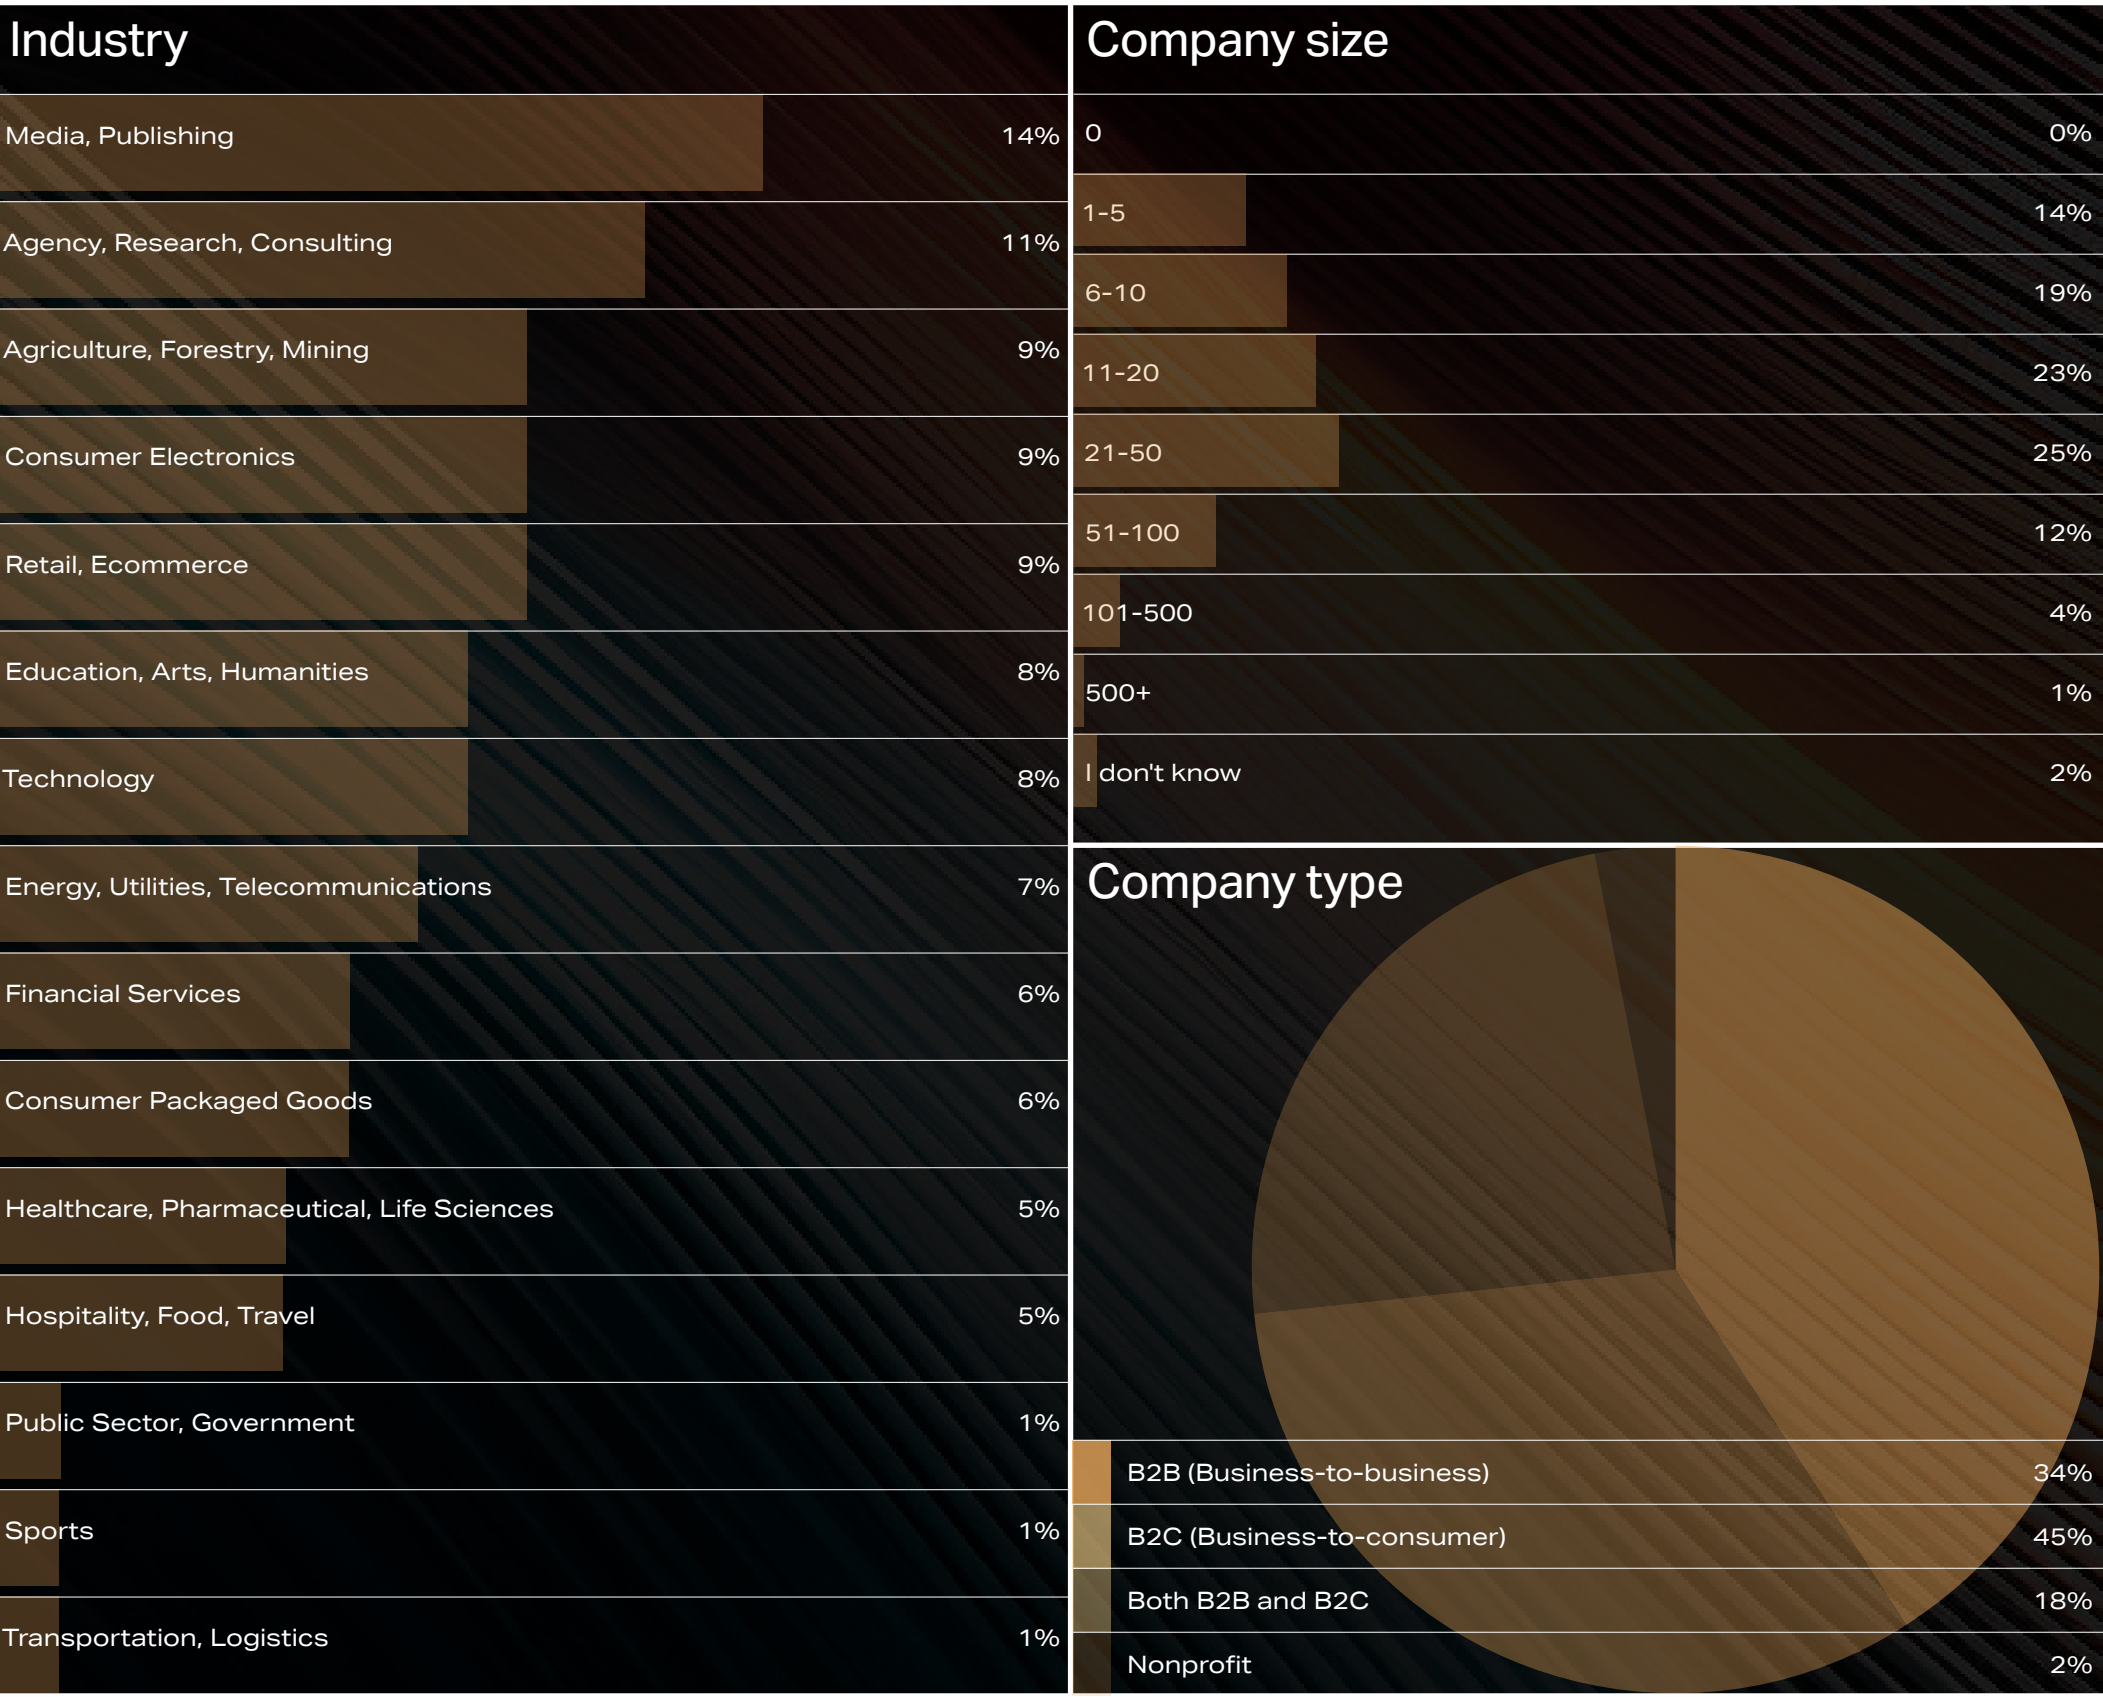 Industry
Media, Publishing 14%
Agency, Research, Consulting 11%
Agriculture, Forestry, Mining 9%
Consumer Electronics 9%
Retail, Ecommerce 9%
Education, Arts, Humanities 8%
Technology 8%
Energy, Utilities, Telecommunications 7%
Financial Services 6%
Consumer Packaged Goods 6%
Healthcare, Pharmaceutical, Life Sciences 5%
Hospitality, Food, Travel 5%
Public Sector, Government 1%
Sports 1%
Transportation, Logistics 1%
Company size
0 0%
1-5 14%
6-10 19%
11-20 23%
21-50 25%
51-100 12%
101-500 4%
500+ 1%
I don't know 2%
Company type
B2B (Business-to-business) 34%
B2C (Business-to-consumer) 45%
Both B2B and B2C 18%
Nonprofit 2%